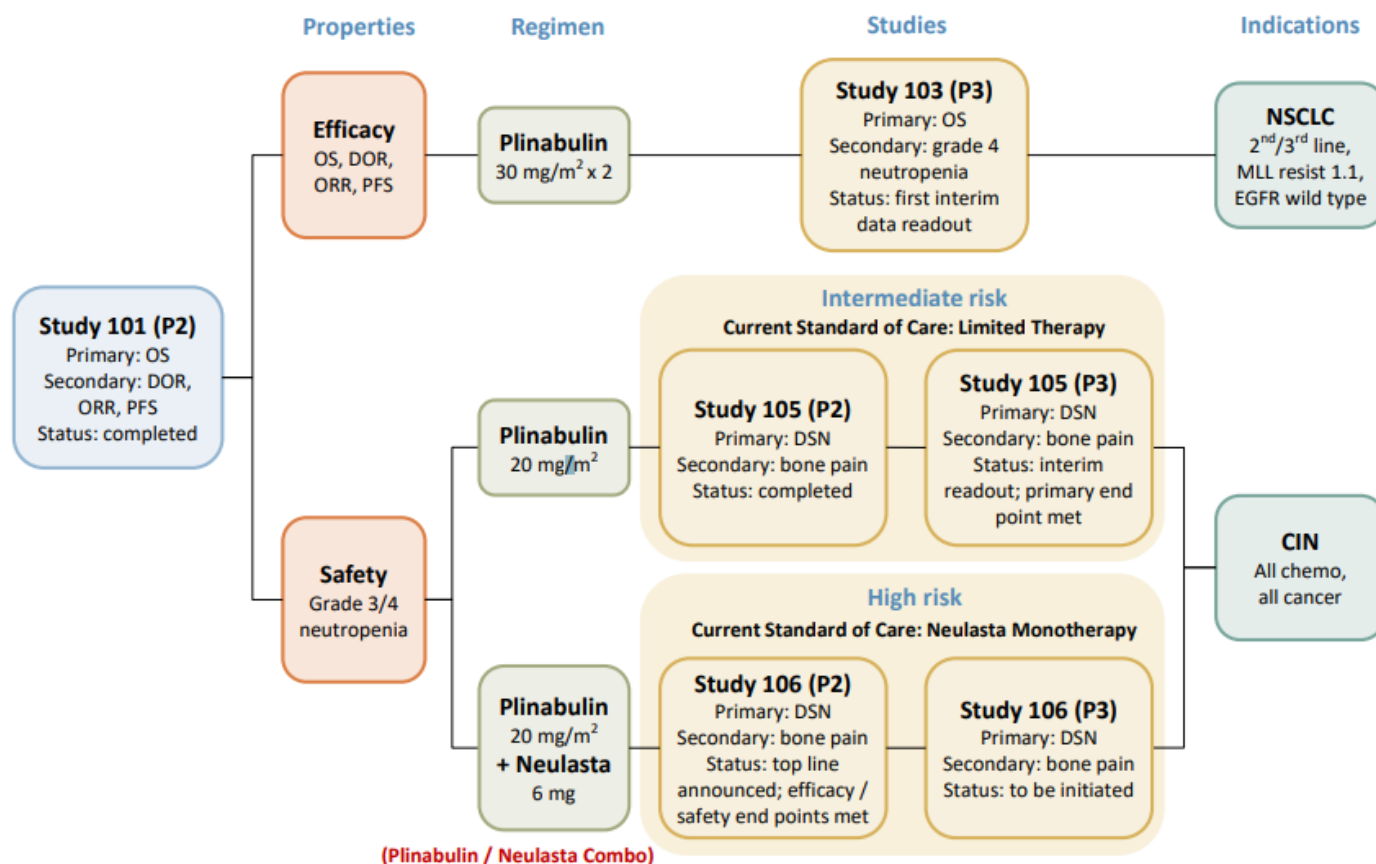 Properties
Regimen
Studies
Indications
Efficacy
OS, DOR,
ORR, PFS
Plinabulin
30 mg/m² x 2
Study 103 (P3)
Primary: OS
Secondary: grade 4
neutropenia
Status: first interim
data readout
NSCLC
2nd/3rd line,
MLL resist 1.1,
EGFR wild type
Study 101 (P2)
Primary: OS
Secondary: DOR,
ORR, PFS
Status: completed
Safety
Grade 3/4
neutropenia
Plinabulin
20 mg/m²
Intermediate risk
Current Standard of Care: Limited Therapy
Study 105 (P2)
Primary: DSN
Secondary: bone pain
Status: completed
Study 105 (P3)
Primary: DSN
Secondary: bone pain
Status: interim
readout; primary end
point met
Plinabulin
20 mg/m²
+ Neulasta
6 mg
(Plinabulin / Neulasta Combo)
High risk
Current Standard of Care: Neulasta Monotherapy
Study 106 (P2)
Primary: DSN
Secondary: bone pain
Status: top line
announced; efficacy /
safety end points met
Study 106 (P3)
Primary: DSN
Secondary: bone pain
Status: to be initiated
CIN
All chemo,
all cancer